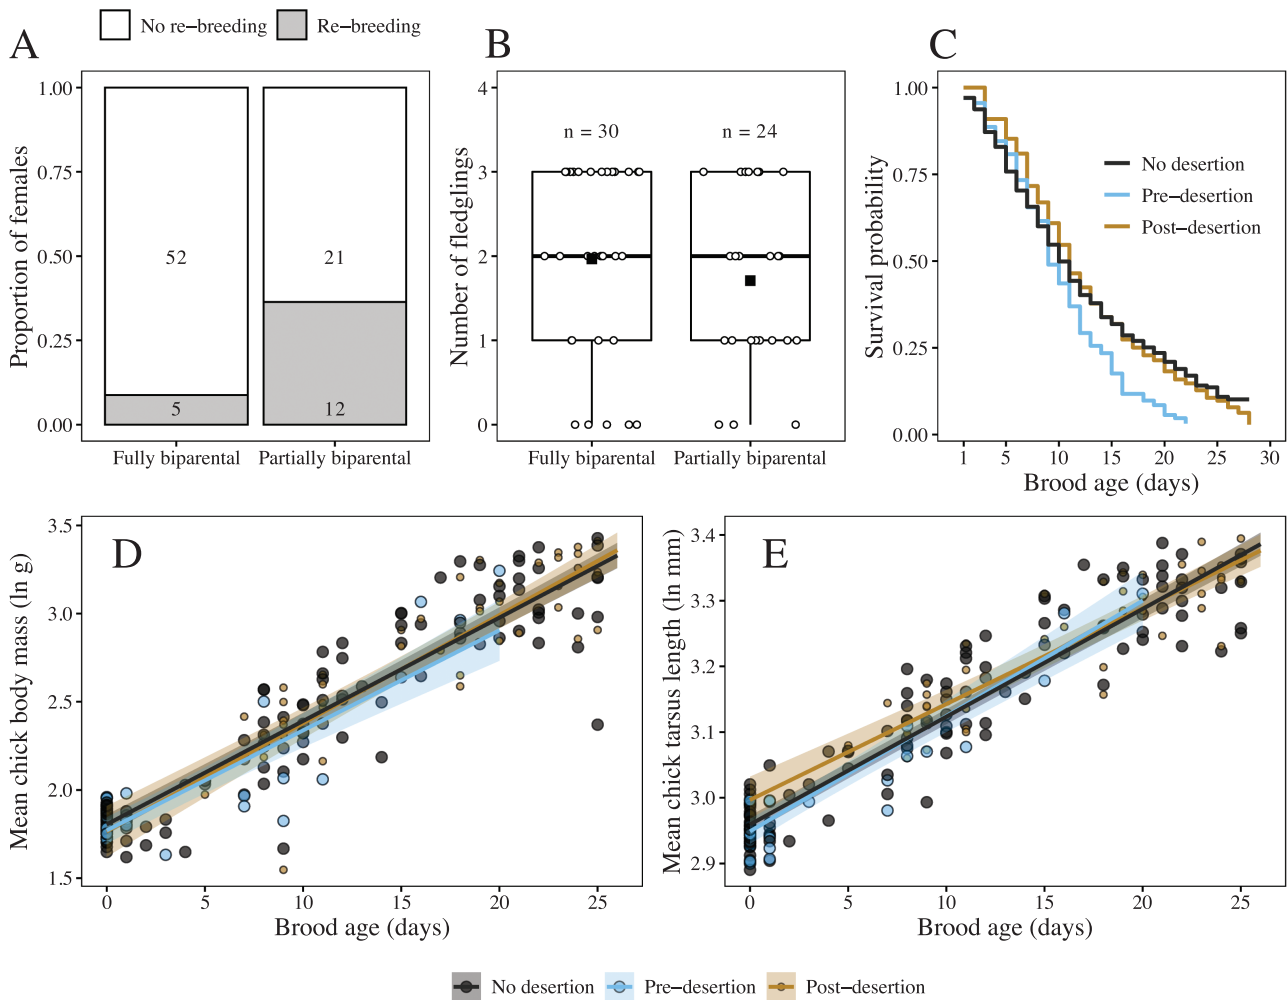 No re−breeding Re−breeding
A
Proportion of females
1.00
0.75
0.50
0.25
0.00
52
21
5
12
Fully biparental Partially biparental
B
Number of fledglings
4
3
2
1
0
n = 30
n = 24
Fully biparental Partially biparental
C
Survival probability
1.00
0.75
0.50
0.25
0.00
No desertion
Pre−desertion
Post−desertion
1 5 10 15 20 25 30
Brood age (days)
D
Mean chick body mass (ln g)
3.5
3.0
2.5
2.0
1.5
0 5 10 15 20 25
Brood age (days)
E
Mean chick tarsus length (ln mm)
3.4
3.3
3.2
3.1
3.0
2.9
0 5 10 15 20 25
Brood age (days)
No desertion Pre−desertion Post−desertion